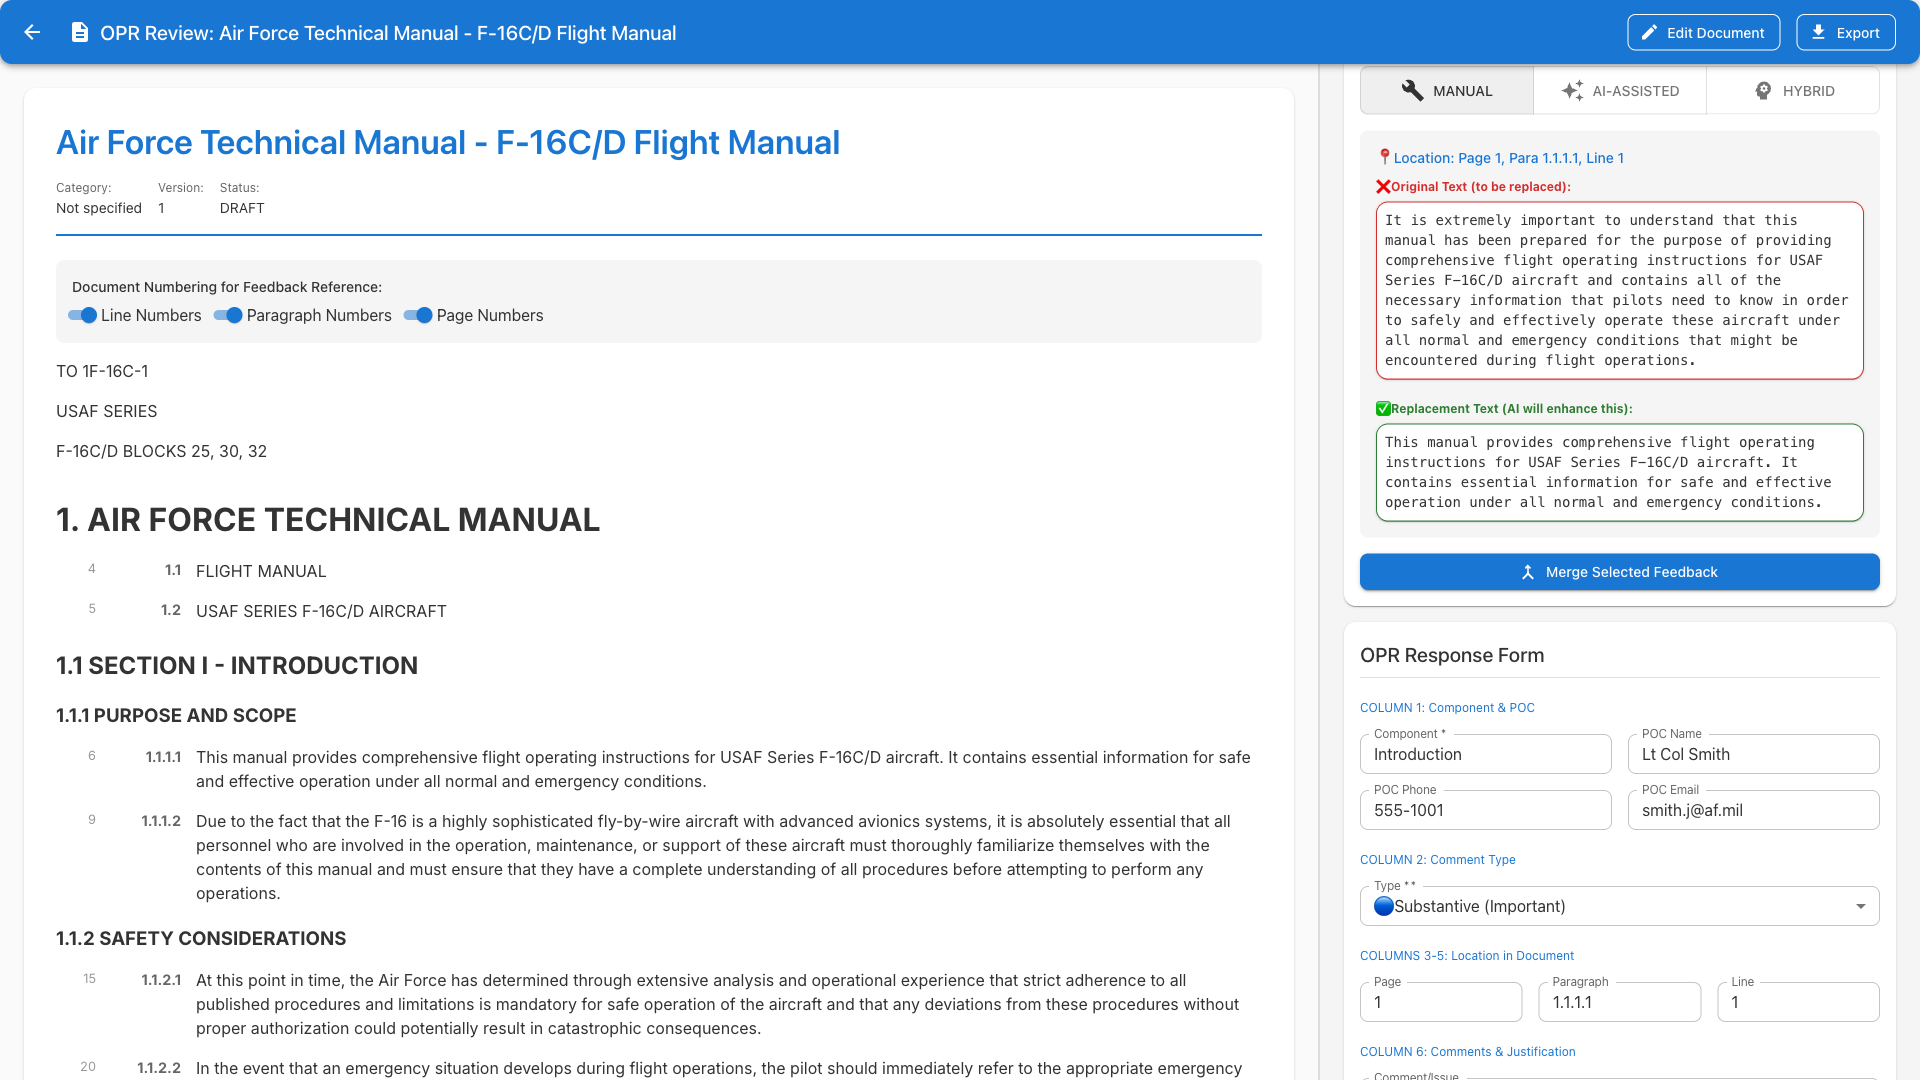 OPR Review: Air Force Technical Manual - F-16C/D Flight Manual
Edit Document
Export
Air Force Technical Manual - F-16C/D Flight Manual
Category:
Version:
Status:
Not specified
1
DRAFT
Document Numbering for Feedback Reference:
Line Numbers
Paragraph Numbers
Page Numbers
TO 1F-16C-1
USAF SERIES
F-16C/D BLOCKS 25, 30, 32
1. AIR FORCE TECHNICAL MANUAL
4 1.1 FLIGHT MANUAL
5 1.2 USAF SERIES F-16C/D AIRCRAFT
1.1 SECTION I - INTRODUCTION
1.1.1 PURPOSE AND SCOPE
6 1.1.1.1 This manual provides comprehensive flight operating instructions for USAF Series F-16C/D aircraft. It contains essential information for safe
and effective operation under all normal and emergency conditions.
9 1.1.1.2 Due to the fact that the F-16 is a highly sophisticated fly-by-wire aircraft with advanced avionics systems, it is absolutely essential that all
personnel who are involved in the operation, maintenance, or support of these aircraft must thoroughly familiarize themselves with the
contents of this manual and must ensure that they have a complete understanding of all procedures before attempting to perform any
operations.
1.1.2 SAFETY CONSIDERATIONS
15 1.1.2.1 At this point in time, the Air Force has determined through extensive analysis and operational experience that strict adherence to all
published procedures and limitations is mandatory for safe operation of the aircraft and that any deviations from these procedures without
proper authorization could potentially result in catastrophic consequences.
20 1.1.2.2 In the event that an emergency situation develops during flight operations, the pilot should immediately refer to the appropriate emergency
MANUAL
AI-ASSISTED
HYBRID
Location: Page 1, Para 1.1.1.1, Line 1
Original Text (to be replaced):
It is extremely important to understand that this
manual has been prepared for the purpose of providing
comprehensive flight operating instructions for USAF
Series F-16C/D aircraft and contains all of the
necessary information that pilots need to know in order
to safely and effectively operate these aircraft under
all normal and emergency conditions that might be
encountered during flight operations.
Replacement Text (AI will enhance this):
This manual provides comprehensive flight operating
instructions for USAF Series F-16C/D aircraft. It
contains essential information for safe and effective
operation under all normal and emergency conditions.
Merge Selected Feedback
OPR Response Form
COLUMN 1: Component & POC
Component *
Introduction
POC Name
Lt Col Smith
POC Phone
555-1001
POC Email
smith.j@af.mil
COLUMN 2: Comment Type
Type * *
Substantive (Important)
COLUMNS 3-5: Location in Document
Page
1
Paragraph
1.1.1.1
Line
1
COLUMN 6: Comments & Justification
Comment/Issue